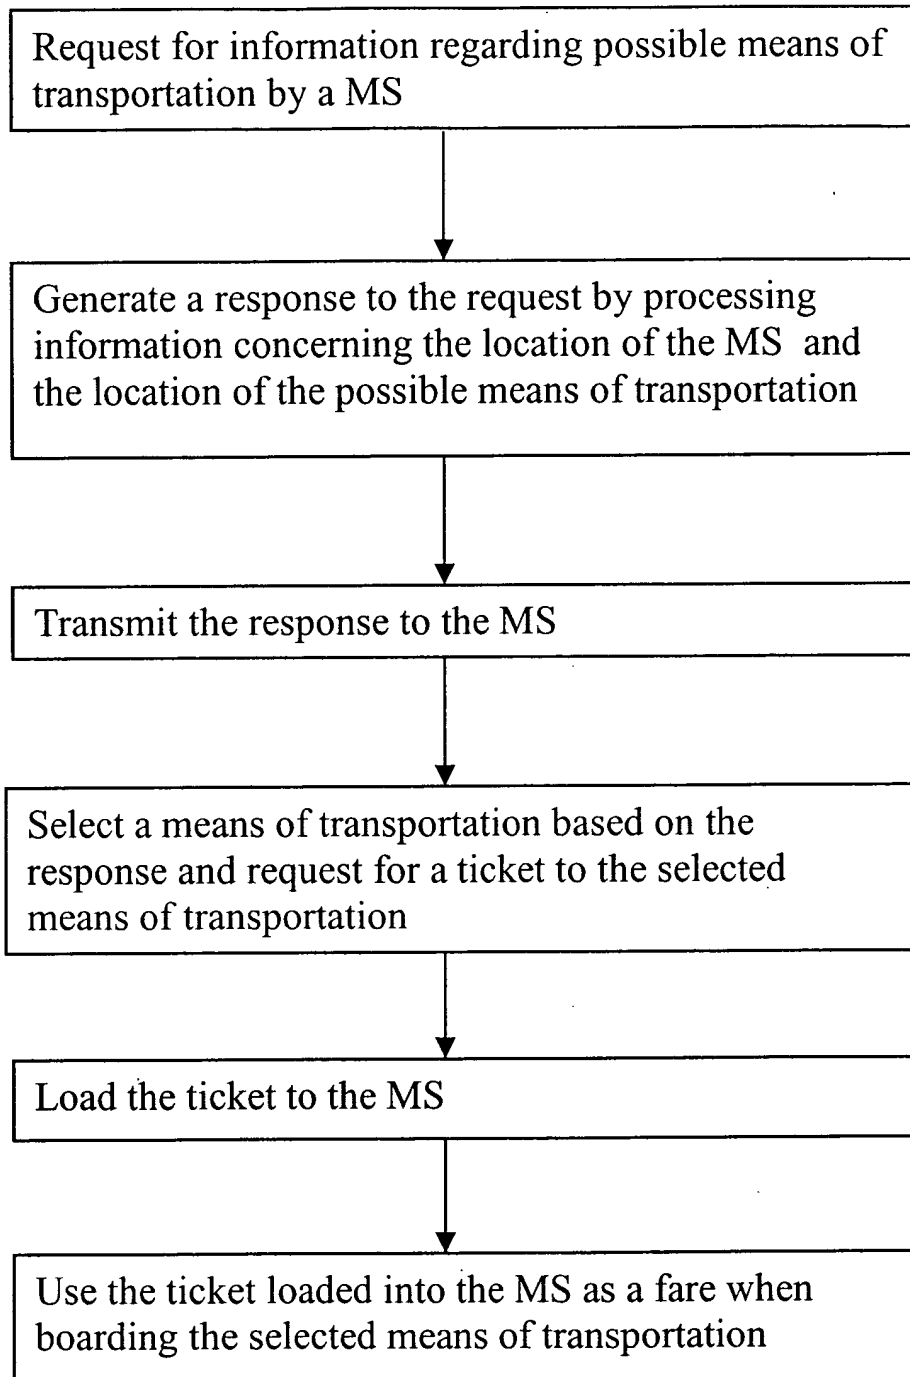 Request for information regarding possible means of
transportation by a MS
Generate a response to the request by processing
information concerning the location of the MS and
the location of the possible means of transportation
Transmit the response to the MS
Select a means of transportation based on the
response and request for a ticket to the selected
means of transportation
Load the ticket to the MS
Use the ticket loaded into the MS as a fare when
boarding the selected means of transportation